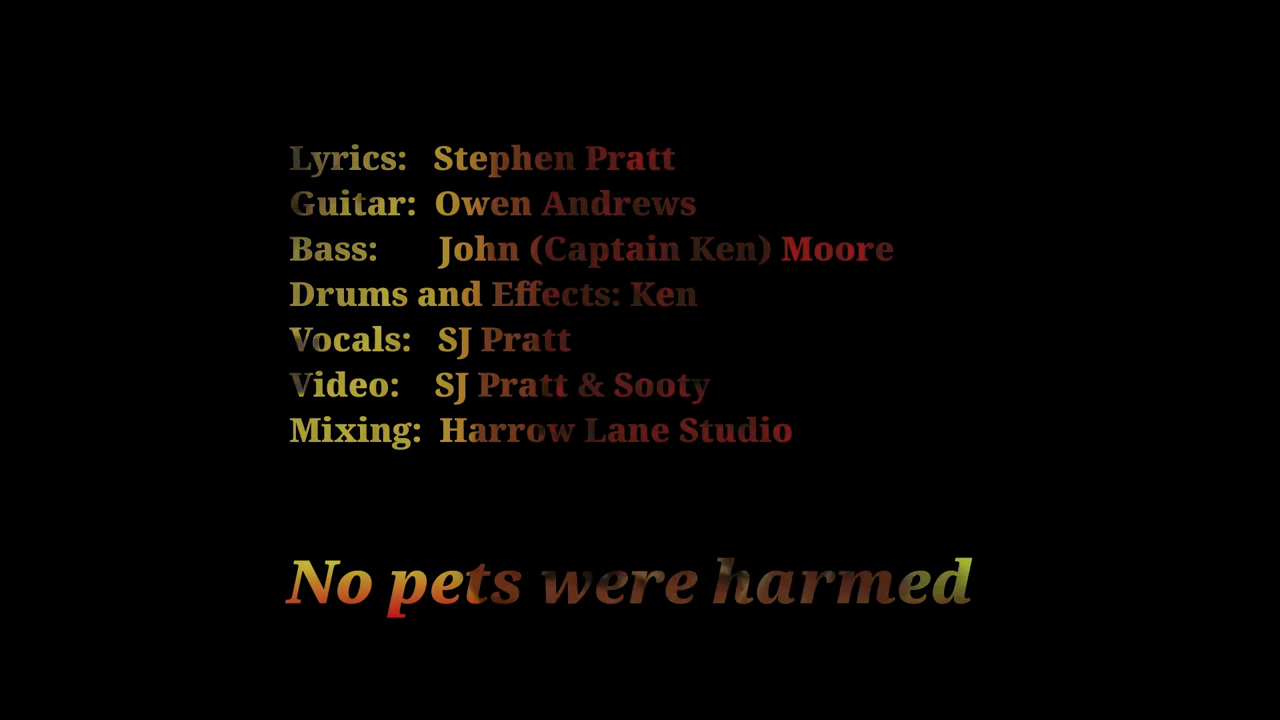 Lyrics: Stephen Pratt
Guitar: Owen Andrews
Bass: John (Captain Ken) Moore
Drums and Effects: Ken
Vocals: SJ Pratt
Video: SJ Pratt & Sooty
Mixing: Harrow Lane Studio
No pets were harmed